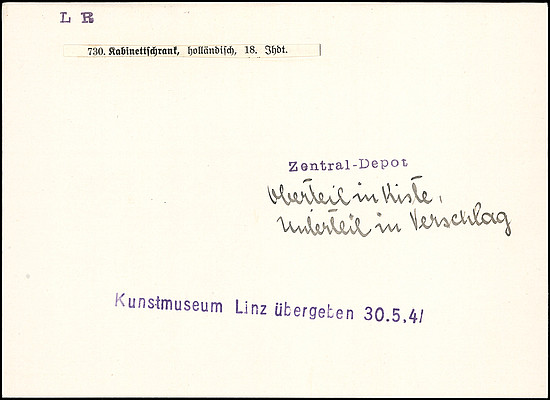 L R
730. Kabinettschrank, holländisch, 18. Jhdt.
Zentral-Depot
Oberteil in Kiste,
Unterteil in Verschlag
Kunstmuseum Linz übergeben 30.5.41